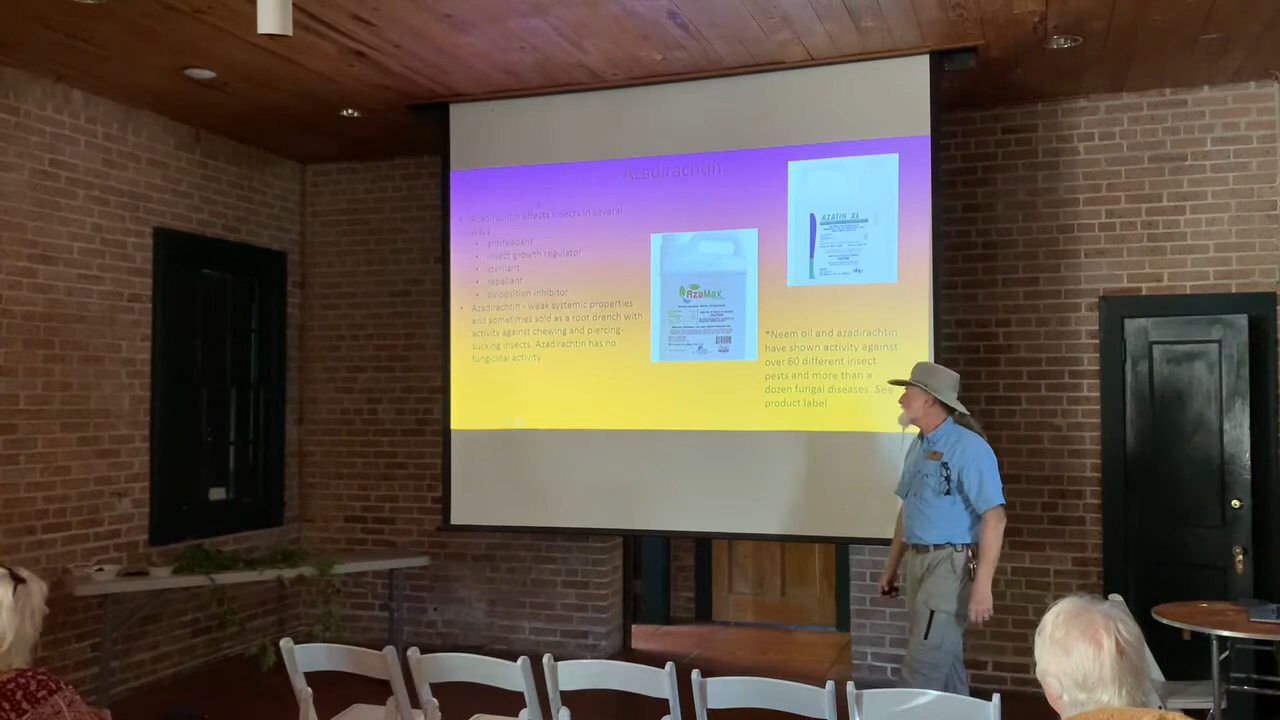 Azadirachtin
• Azadirachtin effects insects in several
ways
• antifeedant
• insect growth regulator
• sterilant
• repellant
• oviposition inhibitor
• Azadirachtin - weak systemic properties
and sometimes sold as a root drench with
activity against chewing and piercing-
sucking insects. Azadirachtin has no
fungicidal activity.
AzaMax
CAUTION
AZATIN XL
*Neem oil and azadirachtin
have shown activity against
over 60 different insect
pests and more than a
dozen fungal diseases. See
product label